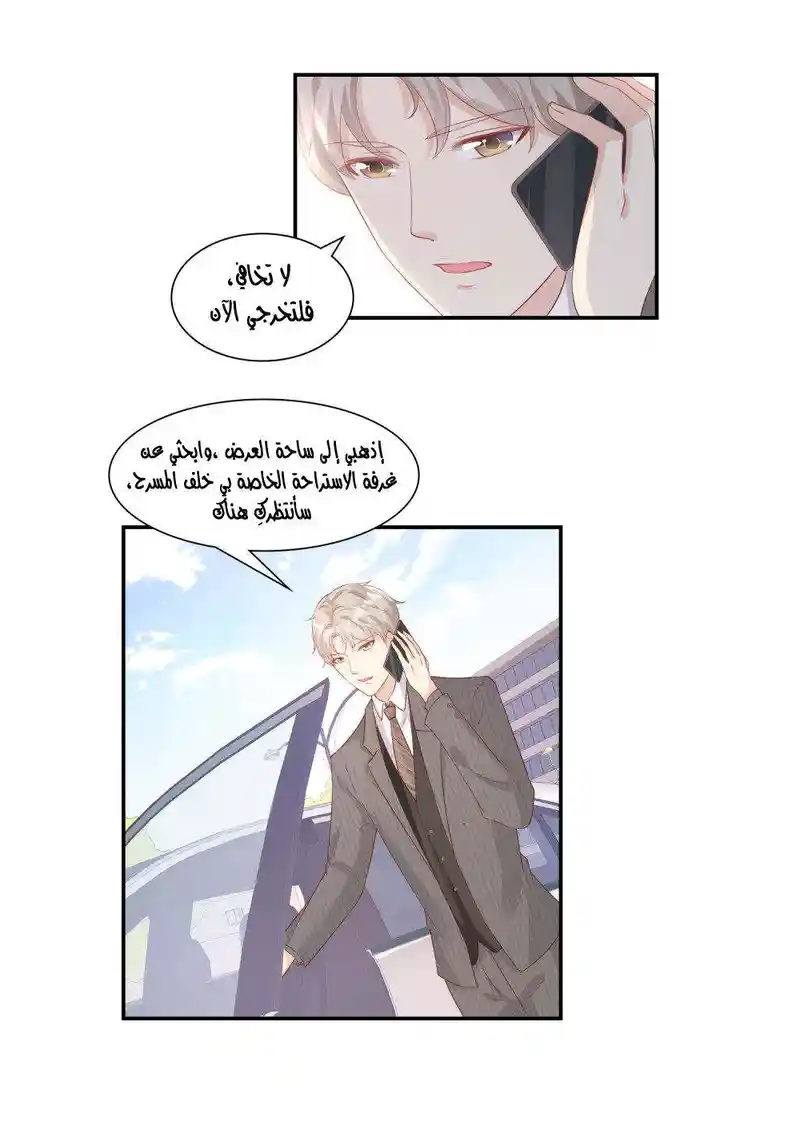 لا تخافي،
فلتخرجي الآن
إذهبي إلى ساحة العرض ،وابحثي عن
غرفة الاستراحة الخاصة بي خلف المسرح،
سأنتظركِ هناك